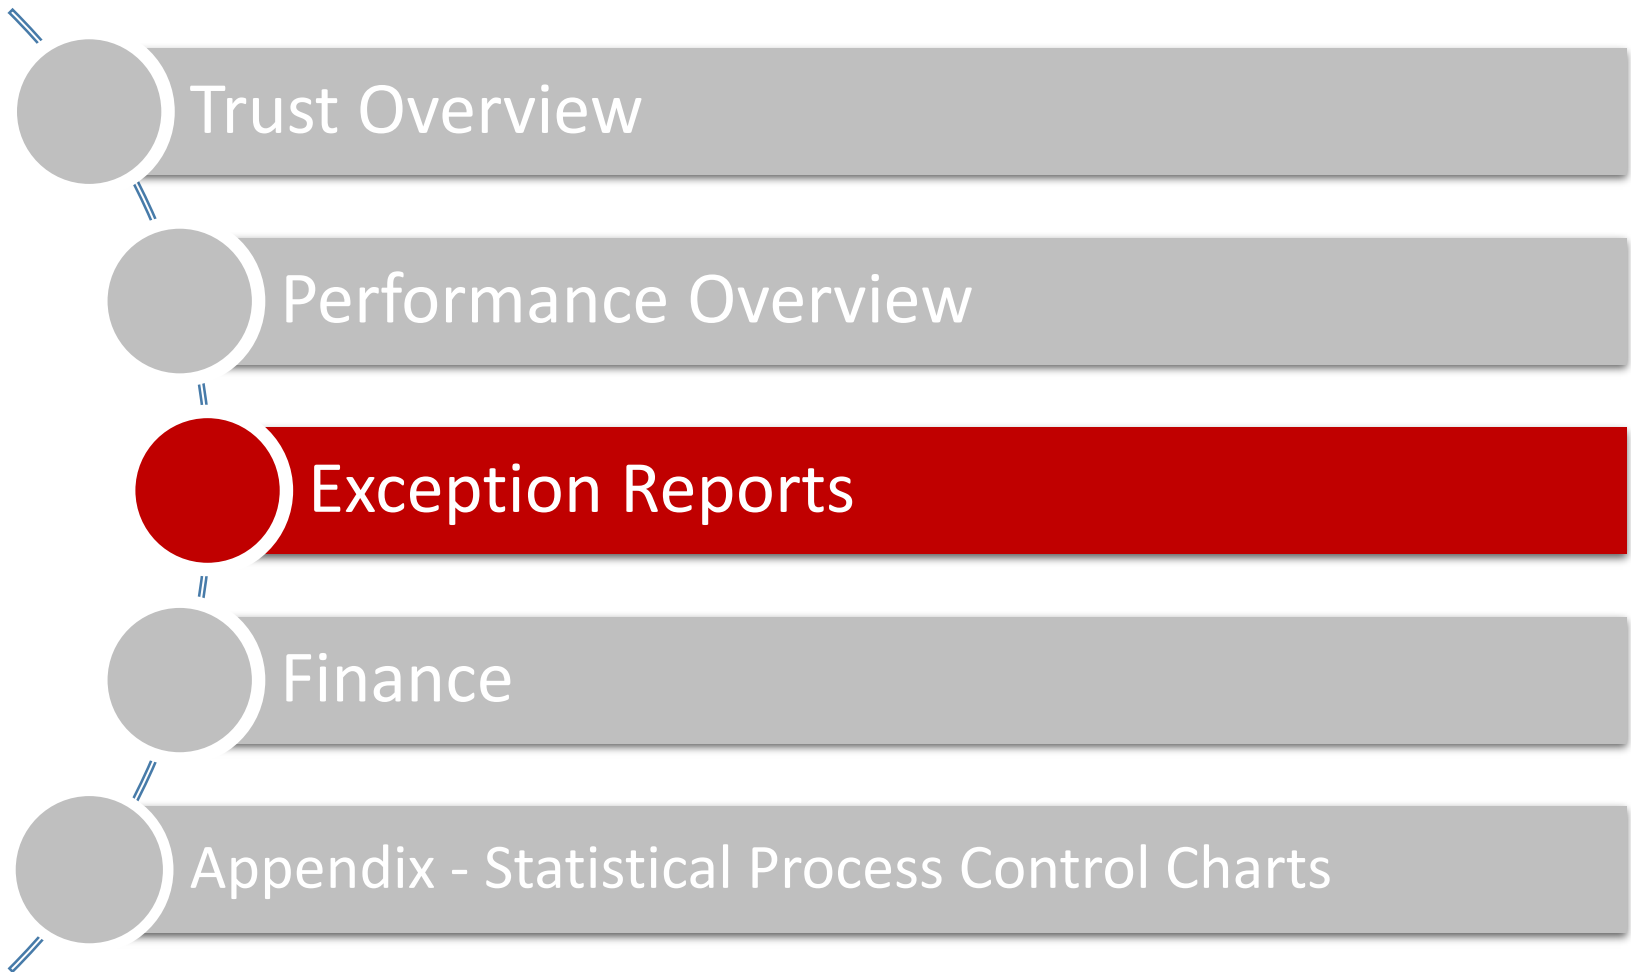 Trust Overview
Performance Overview
Exception Reports
Finance
Appendix - Statistical Process Control Charts